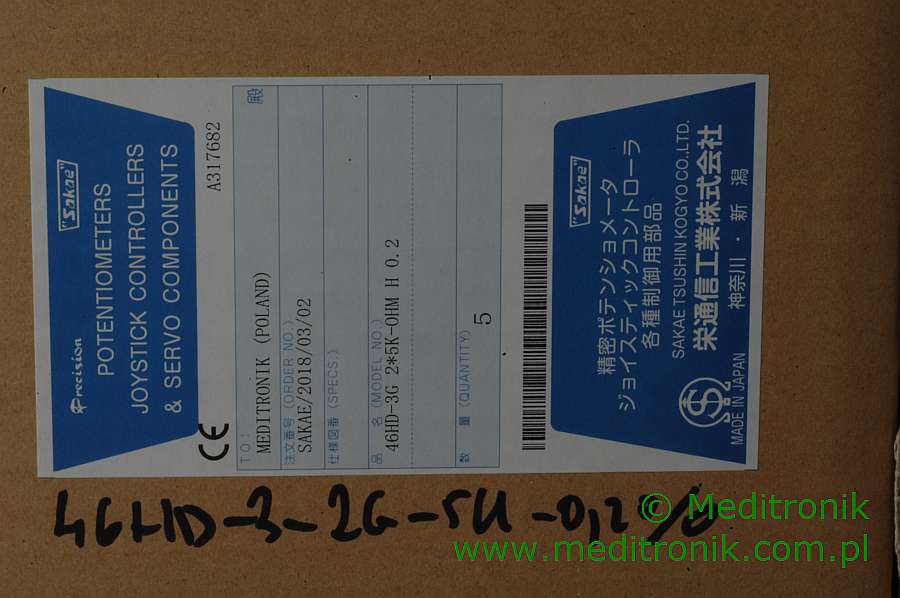 "Sakae"
Precision
POTENTIOMETERS
JOYSTICK CONTROLLERS
& SERVO COMPONENTS
A317682
CE
TO: 殿
MEDITRONIK (POLAND)
注文番号 (ORDER NO.)
SAKAE/2018/03/02
仕様図番 (SPECS.)
品 名 (MODEL NO.)
46HD-3G 2*5K-OHM H 0.2
数 量 (QUANTITY)
5
"Sakae"
精密ポテンショメータ
ジョイスティックコントローラ
各種制御用部品
SAKAE TSUSHIN KOGYO CO.,LTD.
栄通信工業株式会社
神奈川・新潟
MADE IN JAPAN
46HD-3-2G-5K-0,2%
© Meditronik
www.meditronik.com.pl